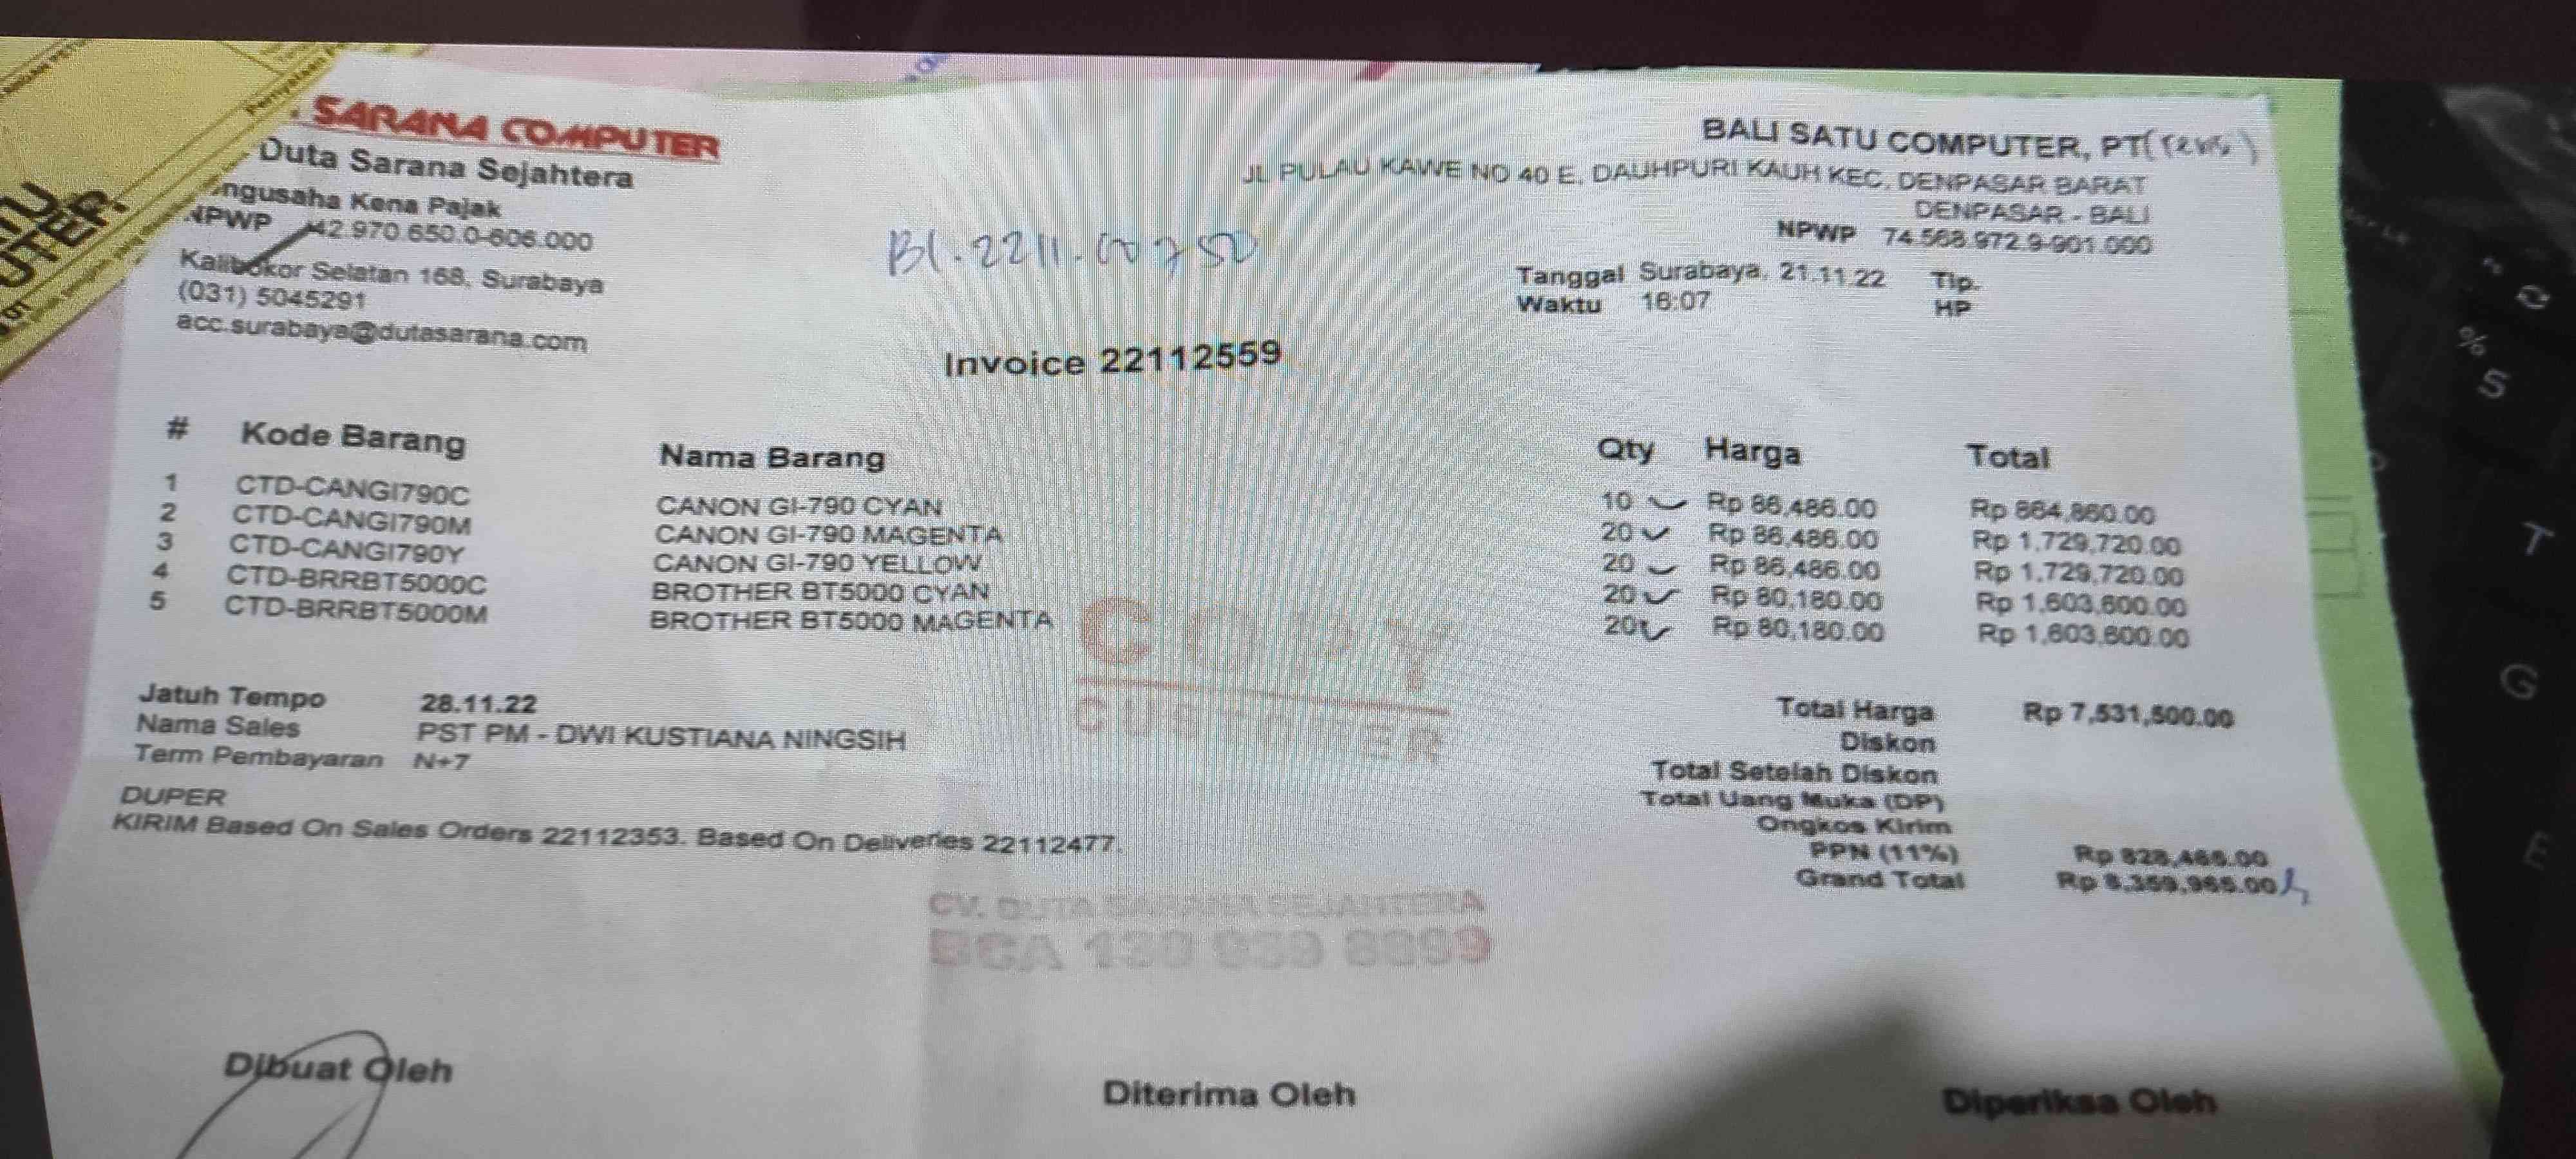 SARANA COMPUTER
Duta Sarana Sejahtera
ngusaha Kena Pajak
NPWP 42.970.650.0-606.000
Kalibokor Selatan 168, Surabaya
(031) 5045291
acc.surabaya@dutasarana.com
BALI SATU COMPUTER, PT
JL PULAU KAWE NO 40 E, DAUHPURI KAUH KEC. DENPASAR BARAT
DENPASAR - BALI
NPWP 74.568.972.9-901.000
Tanggal Surabaya, 21.11.22 Tlp.
Waktu 16:07 HP
BI.2211.00750
Invoice 22112559
# Kode Barang Nama Barang Qty Harga Total
1 CTD-CANGI790C CANON GI-790 CYAN 10 Rp 86,486.00 Rp 864,860.00
2 CTD-CANGI790M CANON GI-790 MAGENTA 20 Rp 86,486.00 Rp 1,729,720.00
3 CTD-CANGI790Y CANON GI-790 YELLOW 20 Rp 86,486.00 Rp 1,729,720.00
4 CTD-BRRBT5000C BROTHER BT5000 CYAN 20 Rp 80,180.00 Rp 1,603,600.00
5 CTD-BRRBT5000M BROTHER BT5000 MAGENTA 20 Rp 80,180.00 Rp 1,603,600.00
COPY
CUSTOMER
Jatuh Tempo 28.11.22
Nama Sales PST PM - DWI KUSTIANA NINGSIH
Term Pembayaran N+7
DUPER
KIRIM Based On Sales Orders 22112353. Based On Deliveries 22112477.
Total Harga Rp 7,531,500.00
Diskon
Total Setelah Diskon
Total Uang Muka (DP)
Ongkos Kirim
PPN (11%) Rp 828,465.00
Grand Total Rp 8,359,965.00
CV. DUTA SARANA SEJAHTERA
BCA
Dibuat Oleh
Diterima Oleh
Diperiksa Oleh